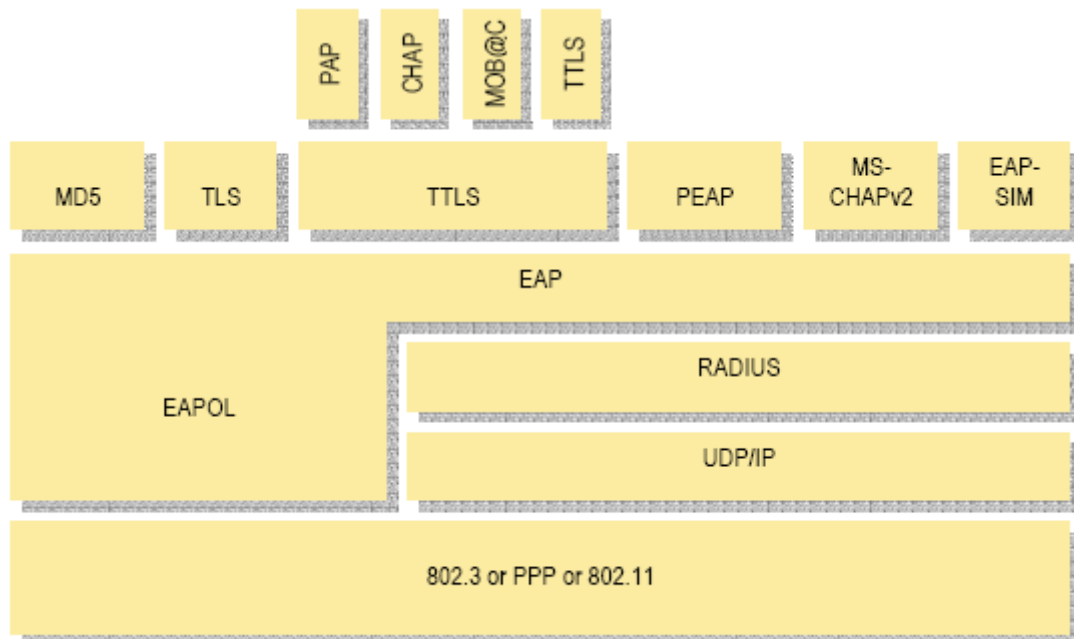 PAP
CHAP
MOB@C
TTLS
MD5
TLS
TTLS
PEAP
MS-
CHAPv2
EAP-
SIM
EAP
RADIUS
EAPOL
UDP/IP
802.3 or PPP or 802.11